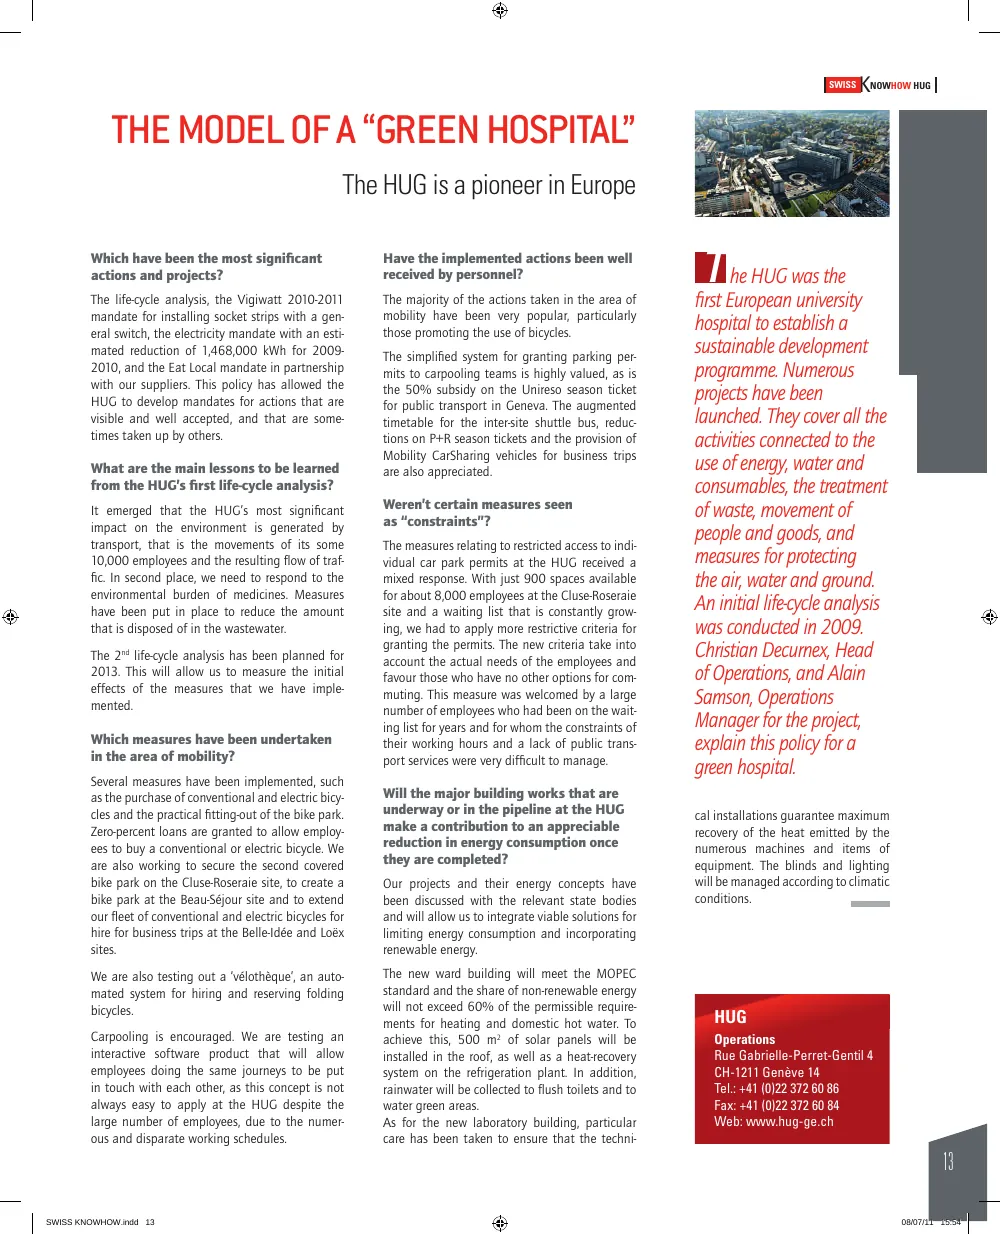 SWISS KNOWHOW HUG
THE MODEL OF A “GREEN HOSPITAL”
The HUG is a pioneer in Europe
Which have been the most significant
actions and projects?
The life-cycle analysis, the Vigiwatt 2010-2011
mandate for installing socket strips with a gen-
eral switch, the electricity mandate with an esti-
mated reduction of 1,468,000 kWh for 2009-
2010, and the Eat Local mandate in partnership
with our suppliers. This policy has allowed the
HUG to develop mandates for actions that are
visible and well accepted, and that are some-
times taken up by others.
What are the main lessons to be learned
from the HUG’s first life-cycle analysis?
It emerged that the HUG’s most significant
impact on the environment is generated by
transport, that is the movements of its some
10,000 employees and the resulting flow of traf-
fic. In second place, we need to respond to the
environmental burden of medicines. Measures
have been put in place to reduce the amount
that is disposed of in the wastewater.
The 2nd life-cycle analysis has been planned for
2013. This will allow us to measure the initial
effects of the measures that we have imple-
mented.
Which measures have been undertaken
in the area of mobility?
Several measures have been implemented, such
as the purchase of conventional and electric bicy-
cles and the practical fitting-out of the bike park.
Zero-percent loans are granted to allow employ-
ees to buy a conventional or electric bicycle. We
are also working to secure the second covered
bike park on the Cluse-Roseraie site, to create a
bike park at the Beau-Séjour site and to extend
our fleet of conventional and electric bicycles for
hire for business trips at the Belle-Idée and Loëx
sites.
We are also testing out a ‘vélothèque’, an auto-
mated system for hiring and reserving folding
bicycles.
Carpooling is encouraged. We are testing an
interactive software product that will allow
employees doing the same journeys to be put
in touch with each other, as this concept is not
always easy to apply at the HUG despite the
large number of employees, due to the numer-
ous and disparate working schedules.
Have the implemented actions been well
received by personnel?
The majority of the actions taken in the area of
mobility have been very popular, particularly
those promoting the use of bicycles.
The simplified system for granting parking per-
mits to carpooling teams is highly valued, as is
the 50% subsidy on the Unireso season ticket
for public transport in Geneva. The augmented
timetable for the inter-site shuttle bus, reduc-
tions on P+R season tickets and the provision of
Mobility CarSharing vehicles for business trips
are also appreciated.
Weren’t certain measures seen
as “constraints”?
The measures relating to restricted access to indi-
vidual car park permits at the HUG received a
mixed response. With just 900 spaces available
for about 8,000 employees at the Cluse-Roseraie
site and a waiting list that is constantly grow-
ing, we had to apply more restrictive criteria for
granting the permits. The new criteria take into
account the actual needs of the employees and
favour those who have no other options for com-
muting. This measure was welcomed by a large
number of employees who had been on the wait-
ing list for years and for whom the constraints of
their working hours and a lack of public trans-
port services were very difficult to manage.
Will the major building works that are
underway or in the pipeline at the HUG
make a contribution to an appreciable
reduction in energy consumption once
they are completed?
Our projects and their energy concepts have
been discussed with the relevant state bodies
and will allow us to integrate viable solutions for
limiting energy consumption and incorporating
renewable energy.
The new ward building will meet the MOPEC
standard and the share of non-renewable energy
will not exceed 60% of the permissible require-
ments for heating and domestic hot water. To
achieve this, 500 m2 of solar panels will be
installed in the roof, as well as a heat-recovery
system on the refrigeration plant. In addition,
rainwater will be collected to flush toilets and to
water green areas.
As for the new laboratory building, particular
care has been taken to ensure that the techni-
The HUG was the
first European university
hospital to establish a
sustainable development
programme. Numerous
projects have been
launched. They cover all the
activities connected to the
use of energy, water and
consumables, the treatment
of waste, movement of
people and goods, and
measures for protecting
the air, water and ground.
An initial life-cycle analysis
was conducted in 2009.
Christian Decurnex, Head
of Operations, and Alain
Samson, Operations
Manager for the project,
explain this policy for a
green hospital.
cal installations guarantee maximum
recovery of the heat emitted by the
numerous machines and items of
equipment. The blinds and lighting
will be managed according to climatic
conditions.
HUG
Operations
Rue Gabrielle-Perret-Gentil 4
CH-1211 Genève 14
Tel.: +41 (0)22 372 60 86
Fax: +41 (0)22 372 60 84
Web: www.hug-ge.ch
13
SWISS KNOWHOW.indd 13
08/07/11 15:54